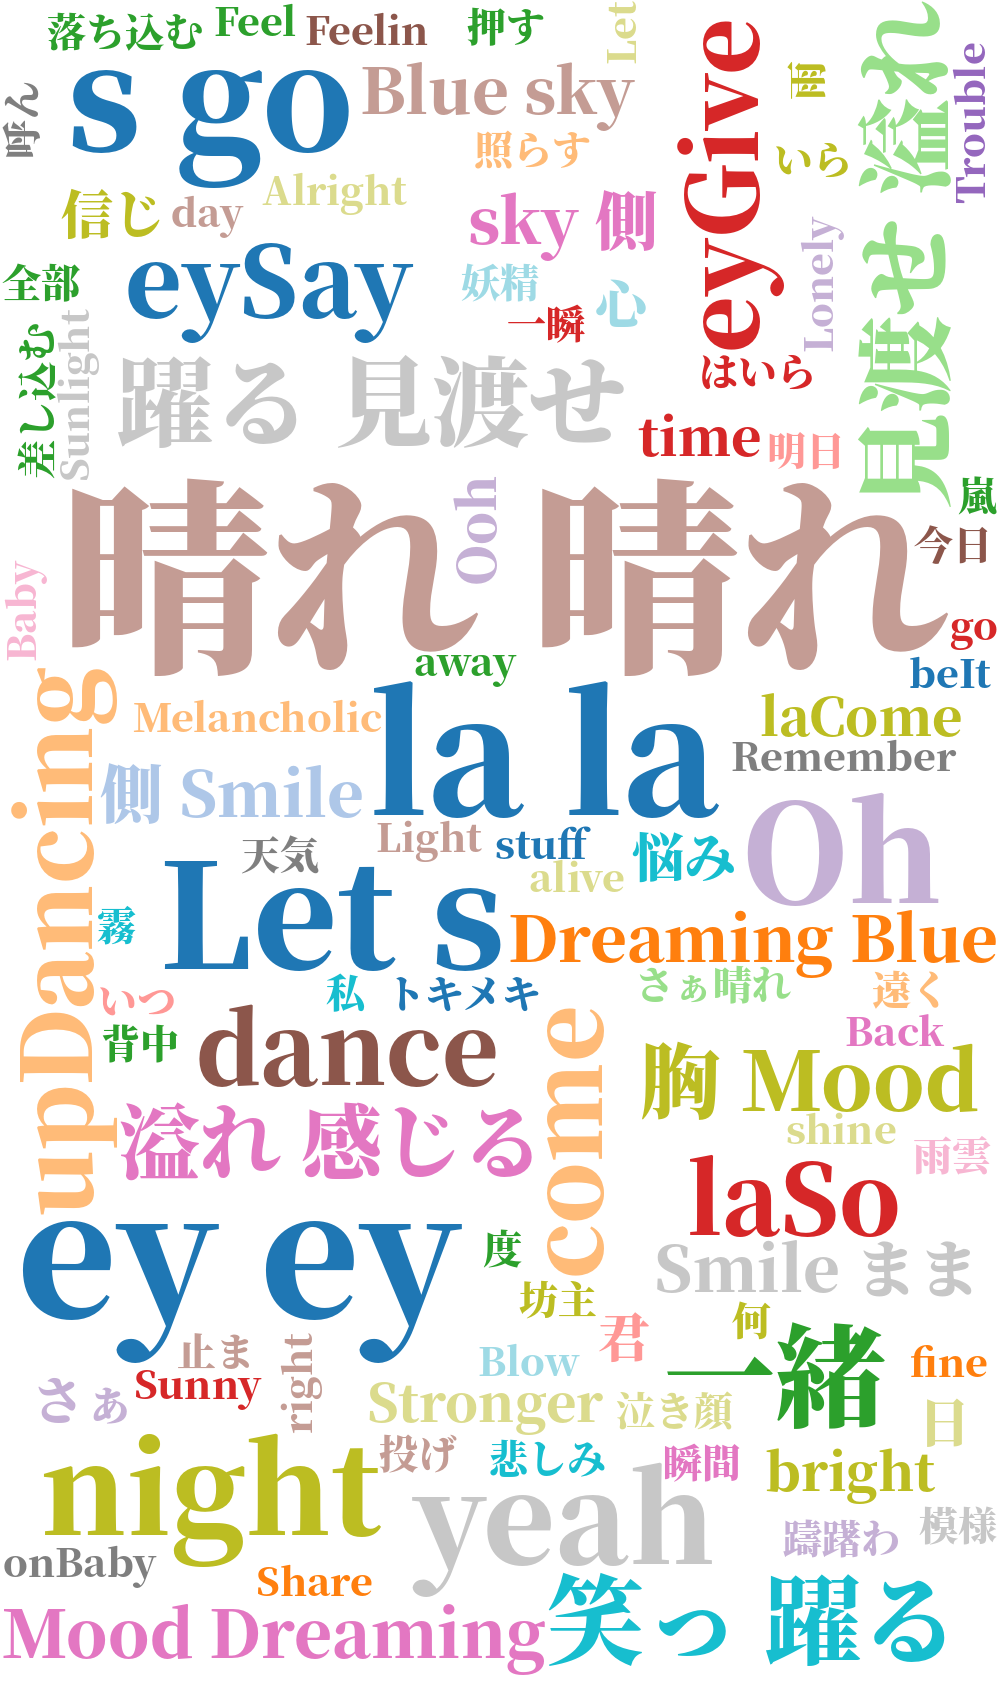 落ち込む
Feel
Feelin
押す
Let
s go
Blue sky
eyGive
雨
見渡せ 溢れ
Trouble
呼ん
照らす
いら
信じ
day
Alright
sky 側
Lonely
全部
eySay
妖精
心
一瞬
差し込む
Sunlight
はいら
躍る 見渡せ
time
明日
嵐
今日
晴れ 晴れ
Ooh
Baby
go
away
beIt
upDancing
Melancholic
la la
laCome
Remember
側 Smile
Oh
天気
Light
stuff
悩み
alive
Let s
霧
Dreaming Blue
いつ
私
トキメキ
さぁ晴れ
遠く
背中
dance
come
Back
胸 Mood
溢れ 感じる
shine
雨雲
laSo
ey ey
度
Smile まま
坊主
何
君
一緒
止ま
Sunny
right
Blow
fine
さぁ
Stronger
泣き顔
日
night
投げ
悲しみ
yeah
瞬間
bright
躊躇わ
模様
onBaby
Share
Mood Dreaming
笑っ 躍る